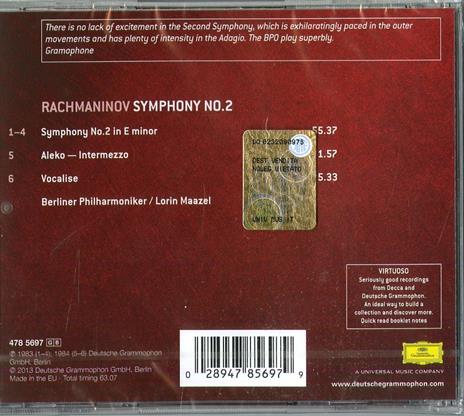 There is no lack of excitement in the Second Symphony, which is exhilaratingly paced in the outer
movements and has plenty of intensity in the Adagio. The BPO play superbly.
Gramophone
RACHMANINOV SYMPHONY NO.2
1–4 Symphony No.2 in E minor 55.37
5 Aleko — Intermezzo 1.57
6 Vocalise 5.33
Berliner Philharmoniker / Lorin Maazel
DEST VENDITA
NOLEG VIETATO
VIRTUOSO
Seriously good recordings
from Decca and
Deutsche Grammophon.
An ideal way to build a
collection and discover more.
Quick read booklet notes
478 5697 GB
℗ 1983 (1–4); 1984 (5–6) Deutsche Grammophon
GmbH, Berlin
© 2013 Deutsche Grammophon GmbH, Berlin
Made in the EU · Total timing 63.07
0 28947 85697 9
A UNIVERSAL MUSIC COMPANY
www.deutschegrammophon.com